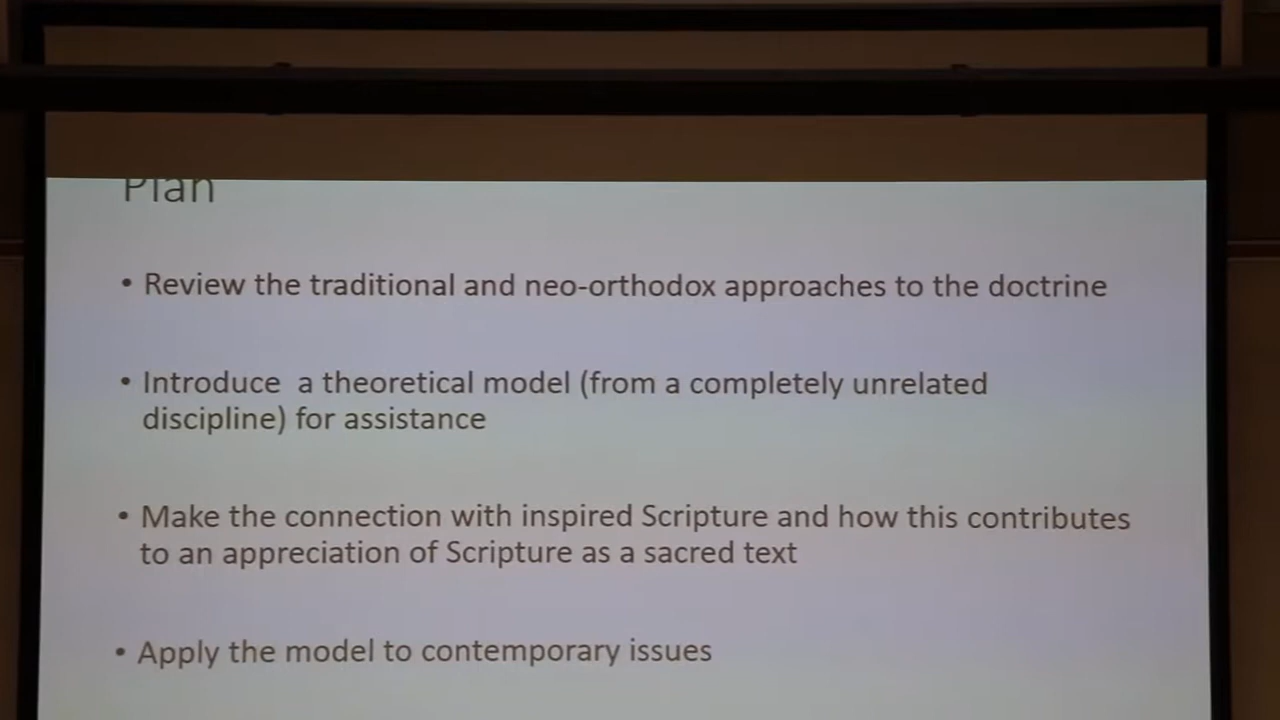 Plan
• Review the traditional and neo-orthodox approaches to the doctrine
• Introduce a theoretical model (from a completely unrelated
discipline) for assistance
• Make the connection with inspired Scripture and how this contributes
to an appreciation of Scripture as a sacred text
• Apply the model to contemporary issues